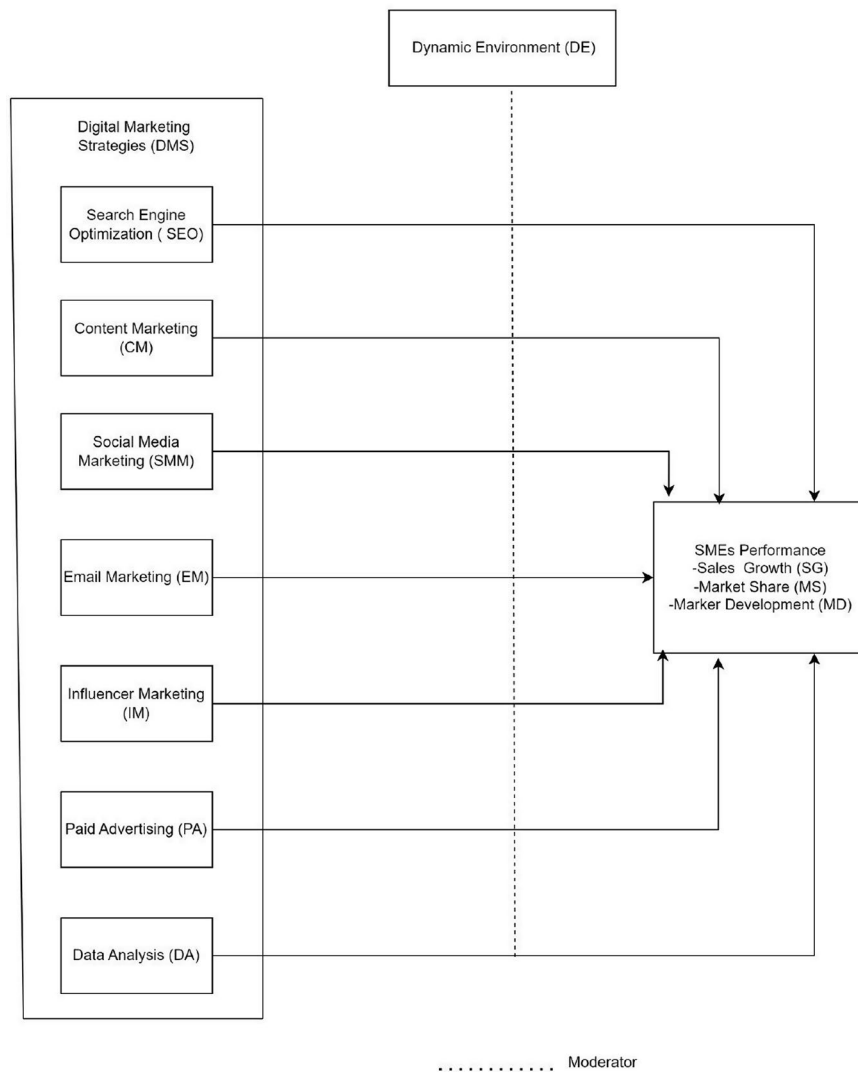 Dynamic Environment (DE)
Digital Marketing
Strategies (DMS)
Search Engine
Optimization ( SEO)
Content Marketing
(CM)
Social Media
Marketing (SMM)
Email Marketing (EM)
Influencer Marketing
(IM)
Paid Advertising (PA)
Data Analysis (DA)
SMEs Performance
-Sales Growth (SG)
-Market Share (MS)
-Marker Development (MD)
Moderator